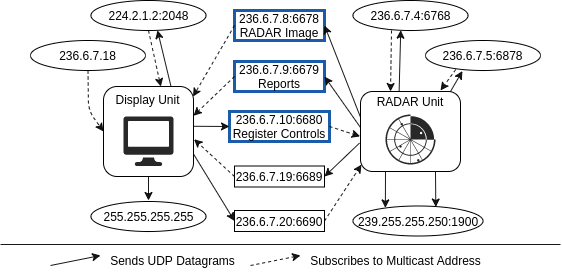 224.2.1.2:2048
236.6.7.8:6678
RADAR Image
236.6.7.4:6768
236.6.7.18
236.6.7.5:6878
236.6.7.9:6679
Reports
Display Unit
RADAR Unit
236.6.7.10:6680
Register Controls
236.6.7.19:6689
255.255.255.255
236.6.7.20:6690
239.255.255.250:1900
Sends UDP Datagrams
Subscribes to Multicast Address